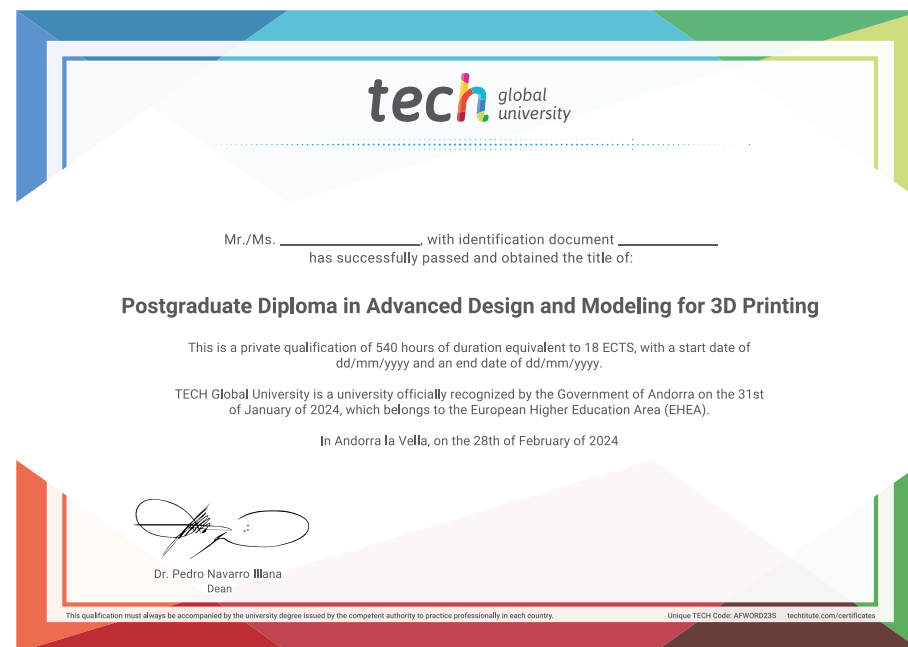 tech global university
Mr./Ms. ____________________, with identification document ______________
has successfully passed and obtained the title of:
Postgraduate Diploma in Advanced Design and Modeling for 3D Printing
This is a private qualification of 540 hours of duration equivalent to 18 ECTS, with a start date of
dd/mm/yyyy and an end date of dd/mm/yyyy.
TECH Global University is a university officially recognized by the Government of Andorra on the 31st
of January of 2024, which belongs to the European Higher Education Area (EHEA).
In Andorra la Vella, on the 28th of February of 2024
Dr. Pedro Navarro Illana
Dean
This qualification must always be accompanied by the university degree issued by the competent authority to practice professionally in each country.
Unique TECH Code: AFWORD23S techtitute.com/certificates